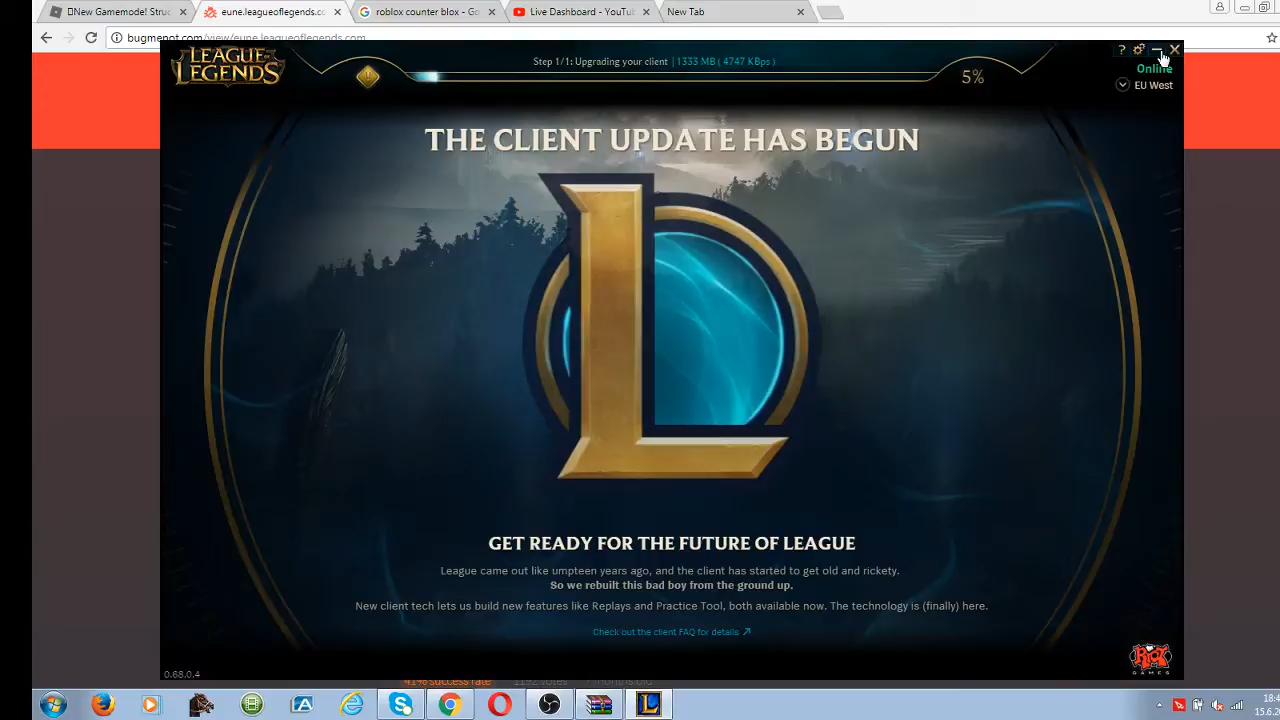 New Gamemode! Struc
eune.leagueoflegends.co
roblox counter blox - Go
Live Dashboard - YouTu
New Tab
bugmenot.com/view/eune.leagueoflegends.com
LEAGUE
OF
LEGENDS
Step 1/1: Upgrading your client | 1333 MB ( 4747 KBps )
5%
?
Online
EU West
THE CLIENT UPDATE HAS BEGUN
GET READY FOR THE FUTURE OF LEAGUE
League came out like umpteen years ago, and the client has started to get old and rickety.
So we rebuilt this bad boy from the ground up.
New client tech lets us build new features like Replays and Practice Tool, both available now. The technology is (finally) here.
Check out the client FAQ for details
RIOT
GAMES
0.68.0.4
41% success rate
18:4
15.6.2